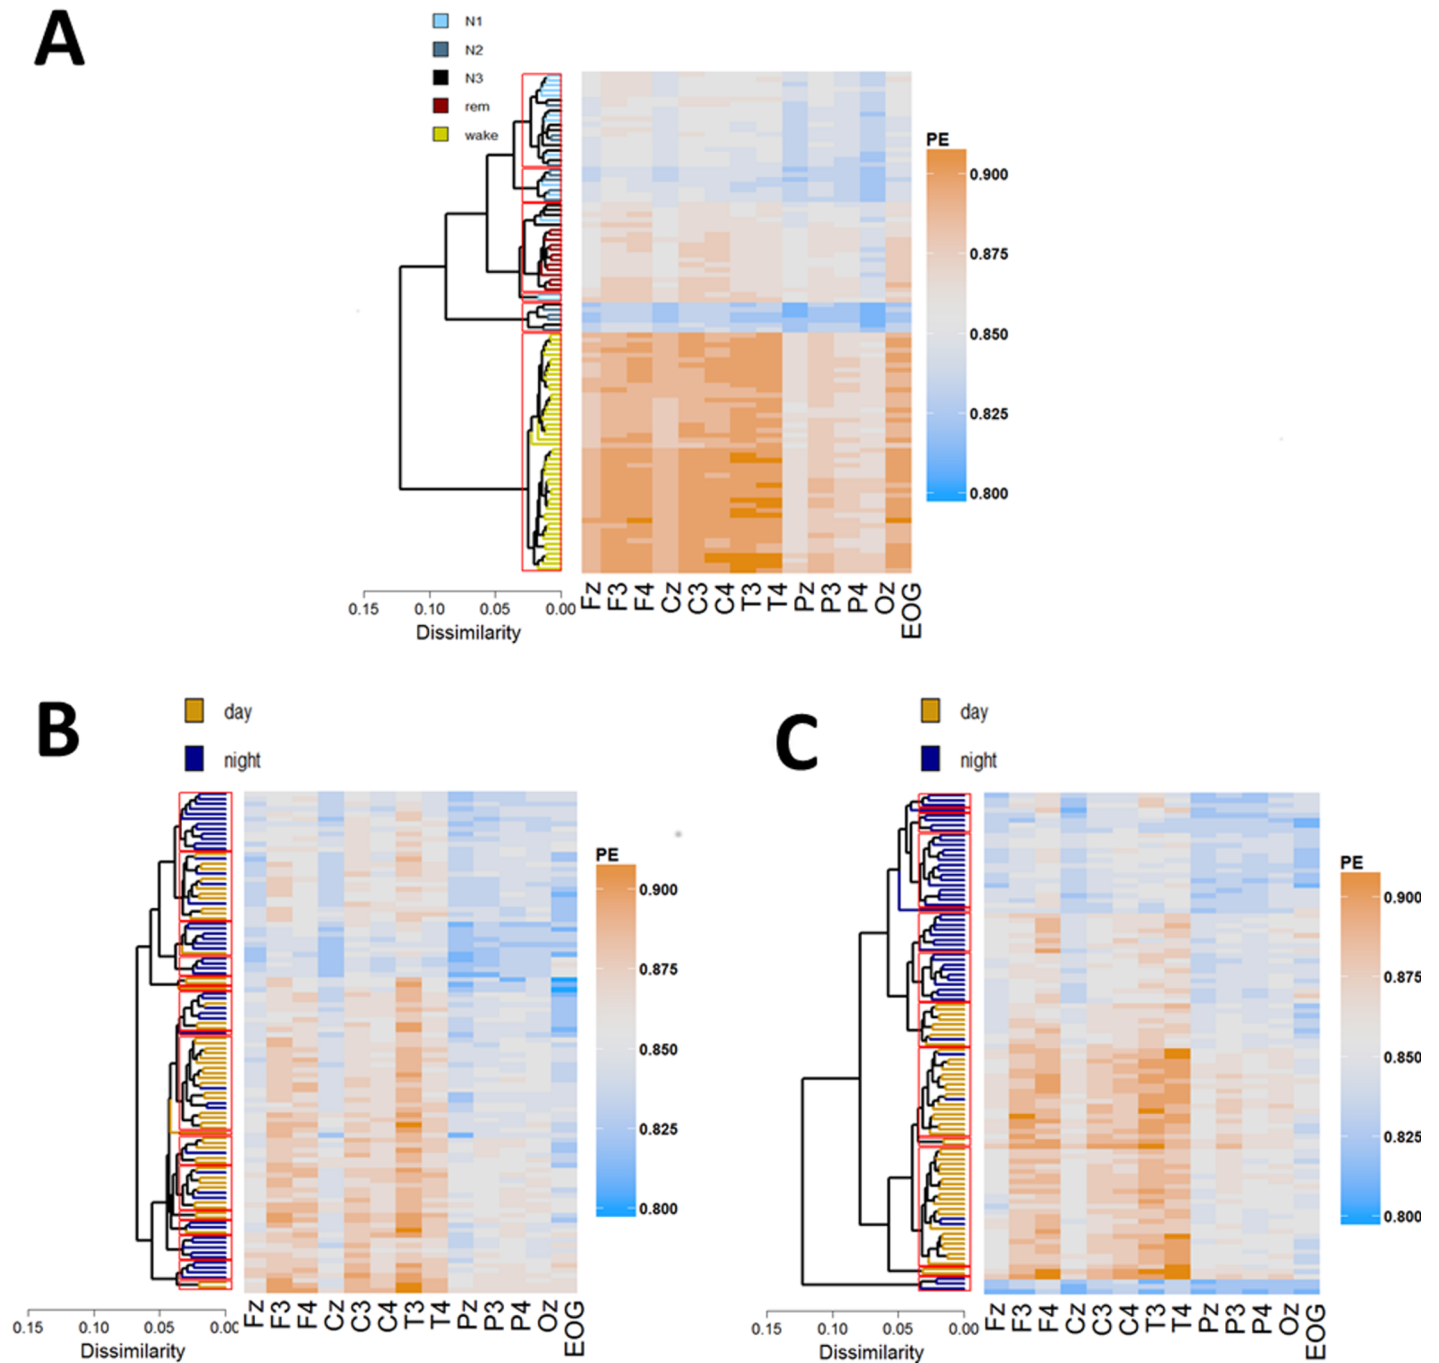 A
N1
N2
N3
rem
wake
PE
0.900
0.875
0.850
0.825
0.800
Fz F3 F4 Cz C3 C4 T3 T4 Pz P3 P4 Oz EOG
0.15 0.10 0.05 0.00
Dissimilarity
B
day
night
PE
0.900
0.875
0.850
0.825
0.800
Fz F3 F4 Cz C3 C4 T3 T4 Pz P3 P4 Oz EOG
0.15 0.10 0.05 0.00
Dissimilarity
C
day
night
PE
0.900
0.875
0.850
0.825
0.800
Fz F3 F4 Cz C3 C4 T3 T4 Pz P3 P4 Oz EOG
0.15 0.10 0.05 0.00
Dissimilarity